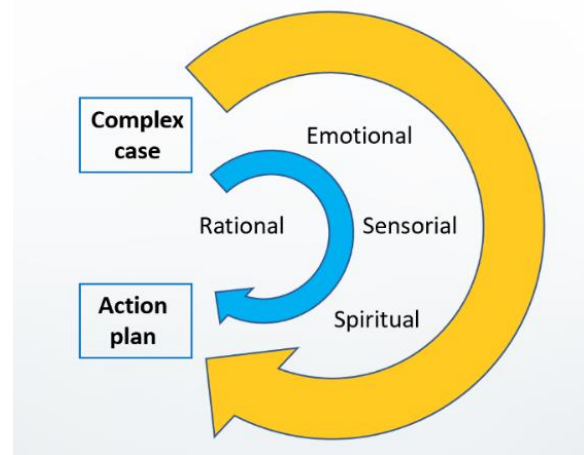 Complex
case
Emotional
Rational
Sensorial
Action
plan
Spiritual